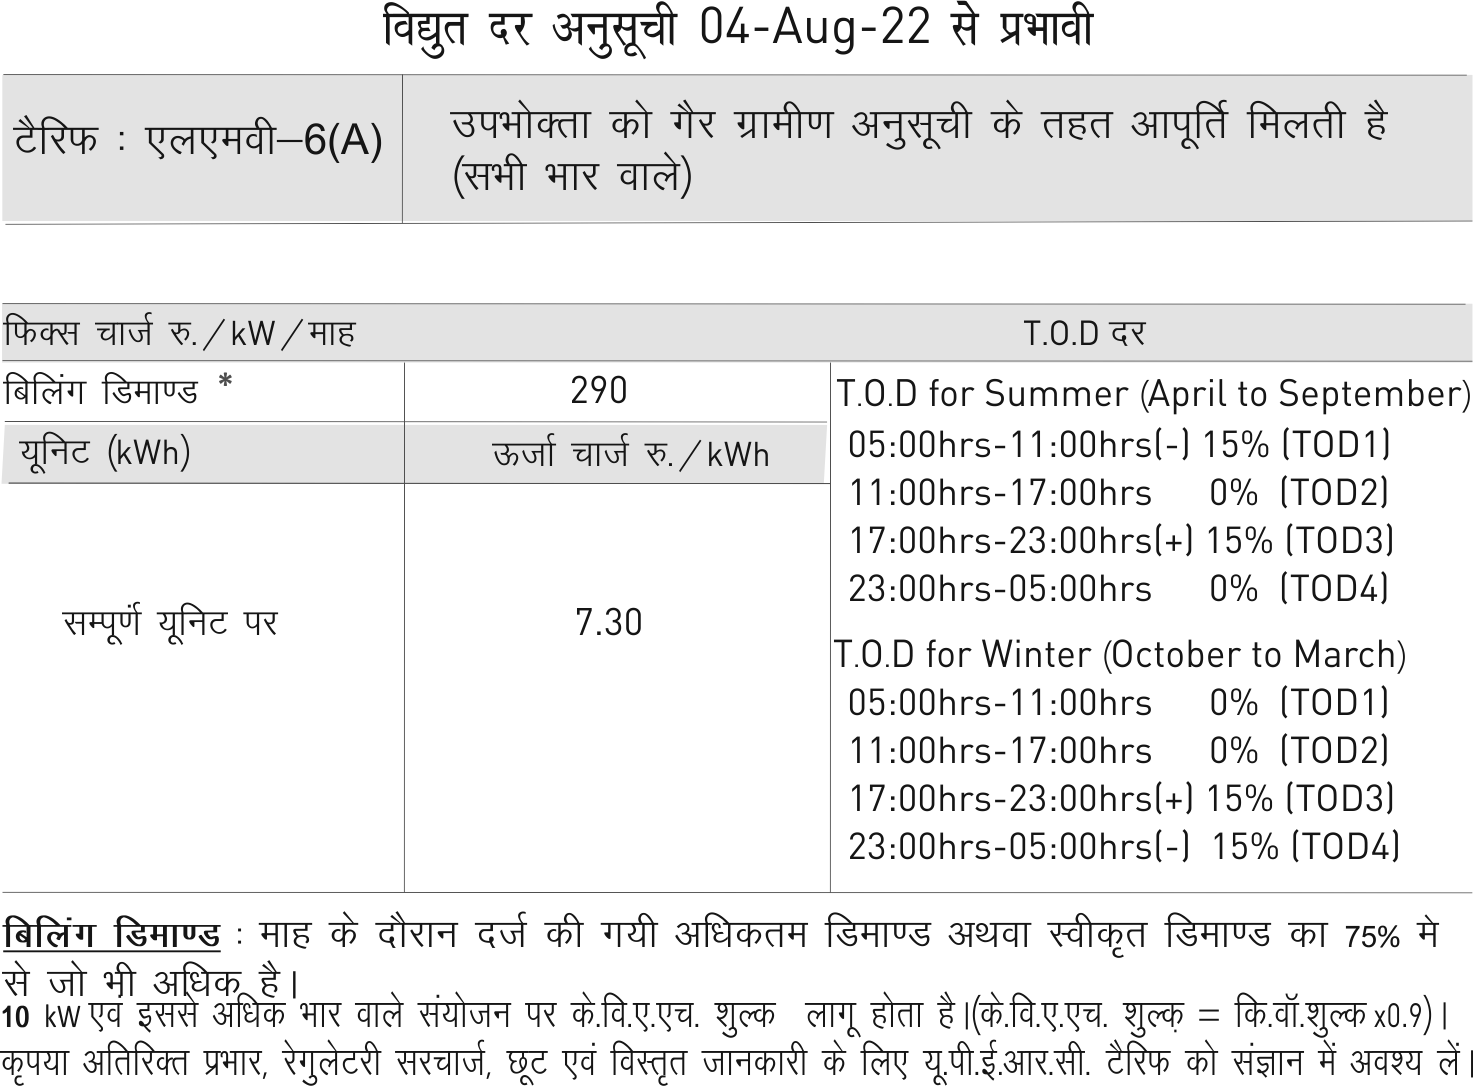 विद्युत दर अनुसूची 04-Aug-22 से प्रभावी
टैरिफ : एलएमवी–6(A)
उपभोक्ता को गैर ग्रामीण अनुसूची के तहत आपूर्ति मिलती है
(सभी भार वाले)
फिक्स चार्ज रु./kW/माह
T.O.D दर
बिलिंग डिमाण्ड *
290
यूनिट (kWh)
ऊर्जा चार्ज रु./kWh
सम्पूर्ण यूनिट पर
7.30
T.O.D for Summer (April to September)
05:00hrs-11:00hrs(-) 15% (TOD1)
11:00hrs-17:00hrs 0% (TOD2)
17:00hrs-23:00hrs(+) 15% (TOD3)
23:00hrs-05:00hrs 0% (TOD4)
T.O.D for Winter (October to March)
05:00hrs-11:00hrs 0% (TOD1)
11:00hrs-17:00hrs 0% (TOD2)
17:00hrs-23:00hrs(+) 15% (TOD3)
23:00hrs-05:00hrs(-) 15% (TOD4)
बिलिंग डिमाण्ड : माह के दौरान दर्ज की गयी अधिकतम डिमाण्ड अथवा स्वीकृत डिमाण्ड का 75% मे
से जो भी अधिक है।
10 kW एवं इससे अधिक भार वाले संयोजन पर के.वि.ए.एच. शुल्क लागू होता है।(के.वि.ए.एच. शुल्क़ = कि.वॉ.शुल्क x0.9)।
कृपया अतिरिक्त प्रभार, रेगुलेटरी सरचार्ज, छूट एवं विस्तृत जानकारी के लिए यू.पी.ई.आर.सी. टैरिफ को संज्ञान में अवश्य लें।